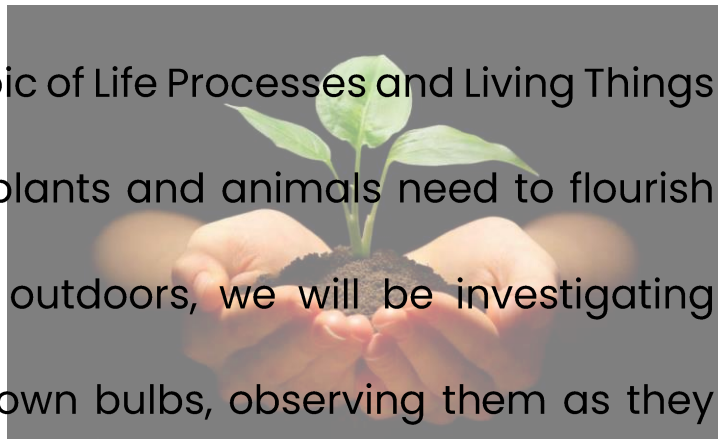 of Life Processes and Living Things
plants and animals need to flourish
outdoors, we will be investigating
own bulbs, observing them as they